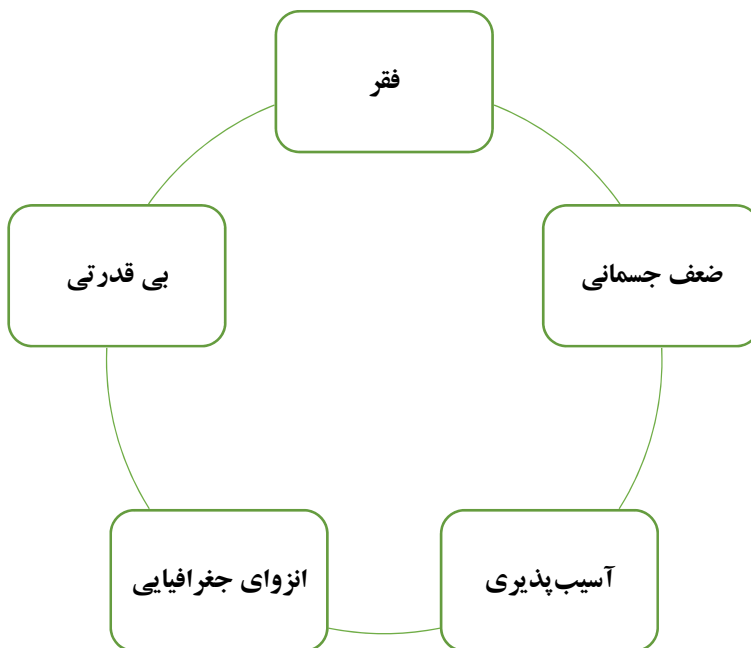 فقر
ضعف جسمانی
آسیب‌پذیری
انزوای جغرافیایی
بی قدرتی